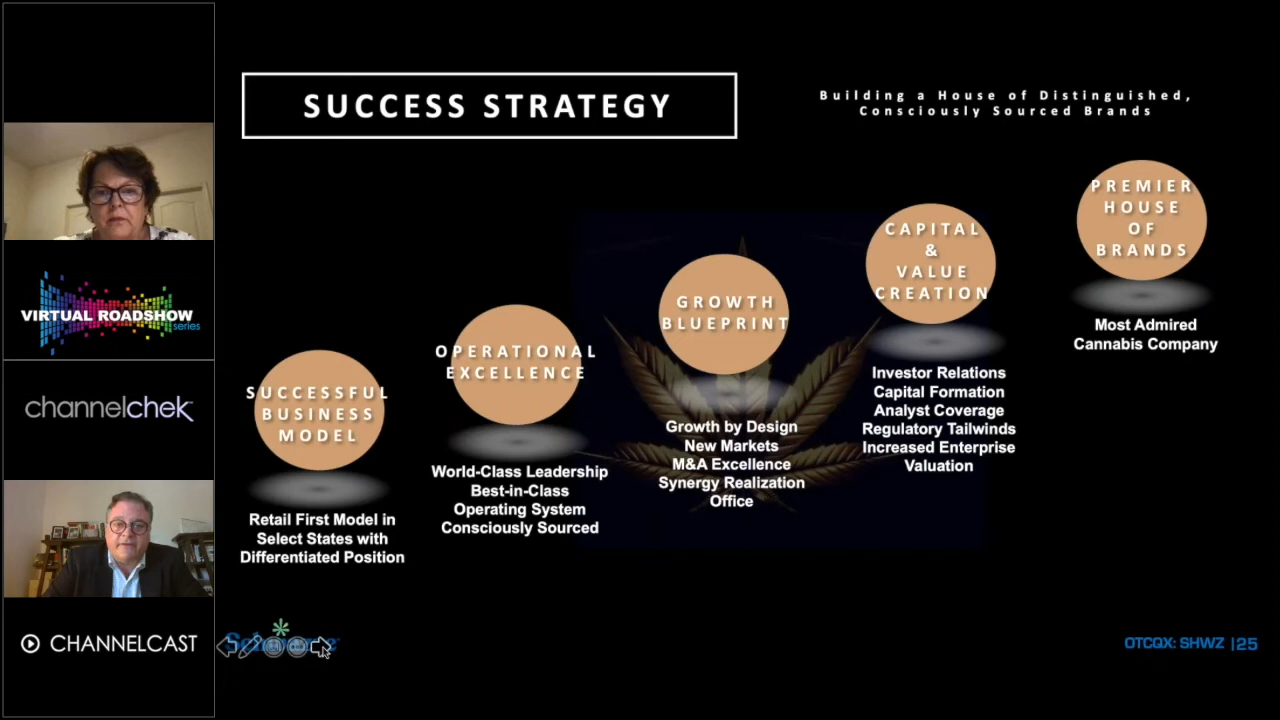 SUCCESS STRATEGY
Building a House of Distinguished,
Consciously Sourced Brands
VIRTUAL ROADSHOW
series
channelchek
CHANNELCAST
SUCCESSFUL
BUSINESS
MODEL
Retail First Model in
Select States with
Differentiated Position
OPERATIONAL
EXCELLENCE
World-Class Leadership
Best-in-Class
Operating System
Consciously Sourced
GROWTH
BLUEPRINT
Growth by Design
New Markets
M&A Excellence
Synergy Realization
Office
CAPITAL
&
VALUE
CREATION
Investor Relations
Capital Formation
Analyst Coverage
Regulatory Tailwinds
Increased Enterprise
Valuation
PREMIER
HOUSE
OF
BRANDS
Most Admired
Cannabis Company
OTCQX: SHWZ |25